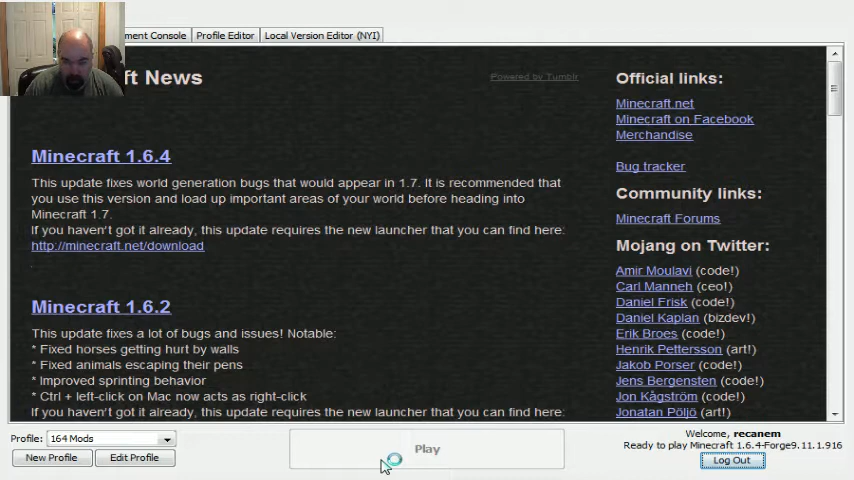 ment Console
Profile Editor
Local Version Editor (NYI)
ft News
Powered by Tumblr
Minecraft 1.6.4
This update fixes world generation bugs that would appear in 1.7. It is recommended that
you use this version and load up important areas of your world before heading into
Minecraft 1.7.
If you haven't got it already, this update requires the new launcher that you can find here:
http://minecraft.net/download
Minecraft 1.6.2
This update fixes a lot of bugs and issues! Notable:
* Fixed horses getting hurt by walls
* Fixed animals escaping their pens
* Improved sprinting behavior
* Ctrl + left-click on Mac now acts as right-click
If you haven't got it already, this update requires the new launcher that you can find here:
Official links:
Minecraft.net
Minecraft on Facebook
Merchandise
Bug tracker
Community links:
Minecraft Forums
Mojang on Twitter:
Amir Moulavi (code!)
Carl Manneh (ceo!)
Daniel Frisk (code!)
Daniel Kaplan (bizdev!)
Erik Broes (code!)
Henrik Pettersson (art!)
Jakob Porser (code!)
Jens Bergensten (code!)
Jon Kågström (code!)
Jonatan Pöljö (art!)
Profile: 164 Mods
New Profile
Edit Profile
Play
Welcome, recanem
Ready to play Minecraft 1.6.4-Forge9.11.1.916
Log Out